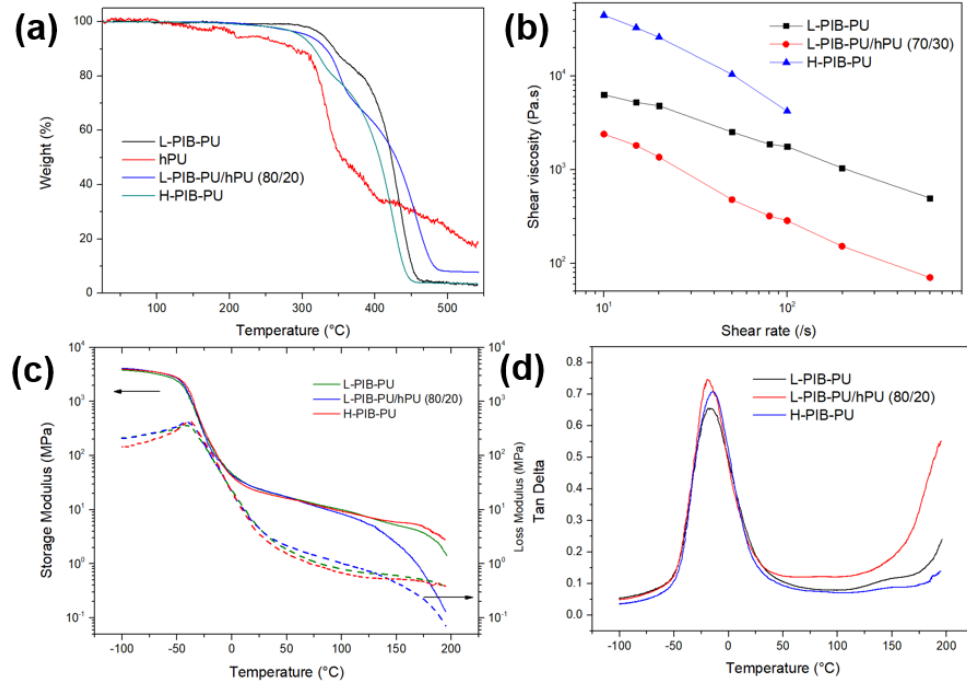 (a)
100
80
60
40
20
0
Weight (%)
L-PIB-PU
hPU
L-PIB-PU/hPU (80/20)
H-PIB-PU
100
200
300
400
500
Temperature (°C)
(b)
10^4
10^3
10^2
Shear viscosity (Pa.s)
L-PIB-PU
L-PIB-PU/hPU (70/30)
H-PIB-PU
10^1
10^2
Shear rate (/s)
(c)
10^4
10^3
10^2
10^1
10^0
10^-1
Storage Modulus (MPa)
L-PIB-PU
L-PIB-PU/hPU (80/20)
H-PIB-PU
10^4
10^3
10^2
10^1
10^0
10^-1
Loss Modulus (MPa)
-100
-50
0
50
100
150
200
Temperature (°C)
(d)
0.8
0.7
0.6
0.5
0.4
0.3
0.2
0.1
0.0
Tan Delta
L-PIB-PU
L-PIB-PU/hPU (80/20)
H-PIB-PU
-100
-50
0
50
100
150
200
Temperature (°C)